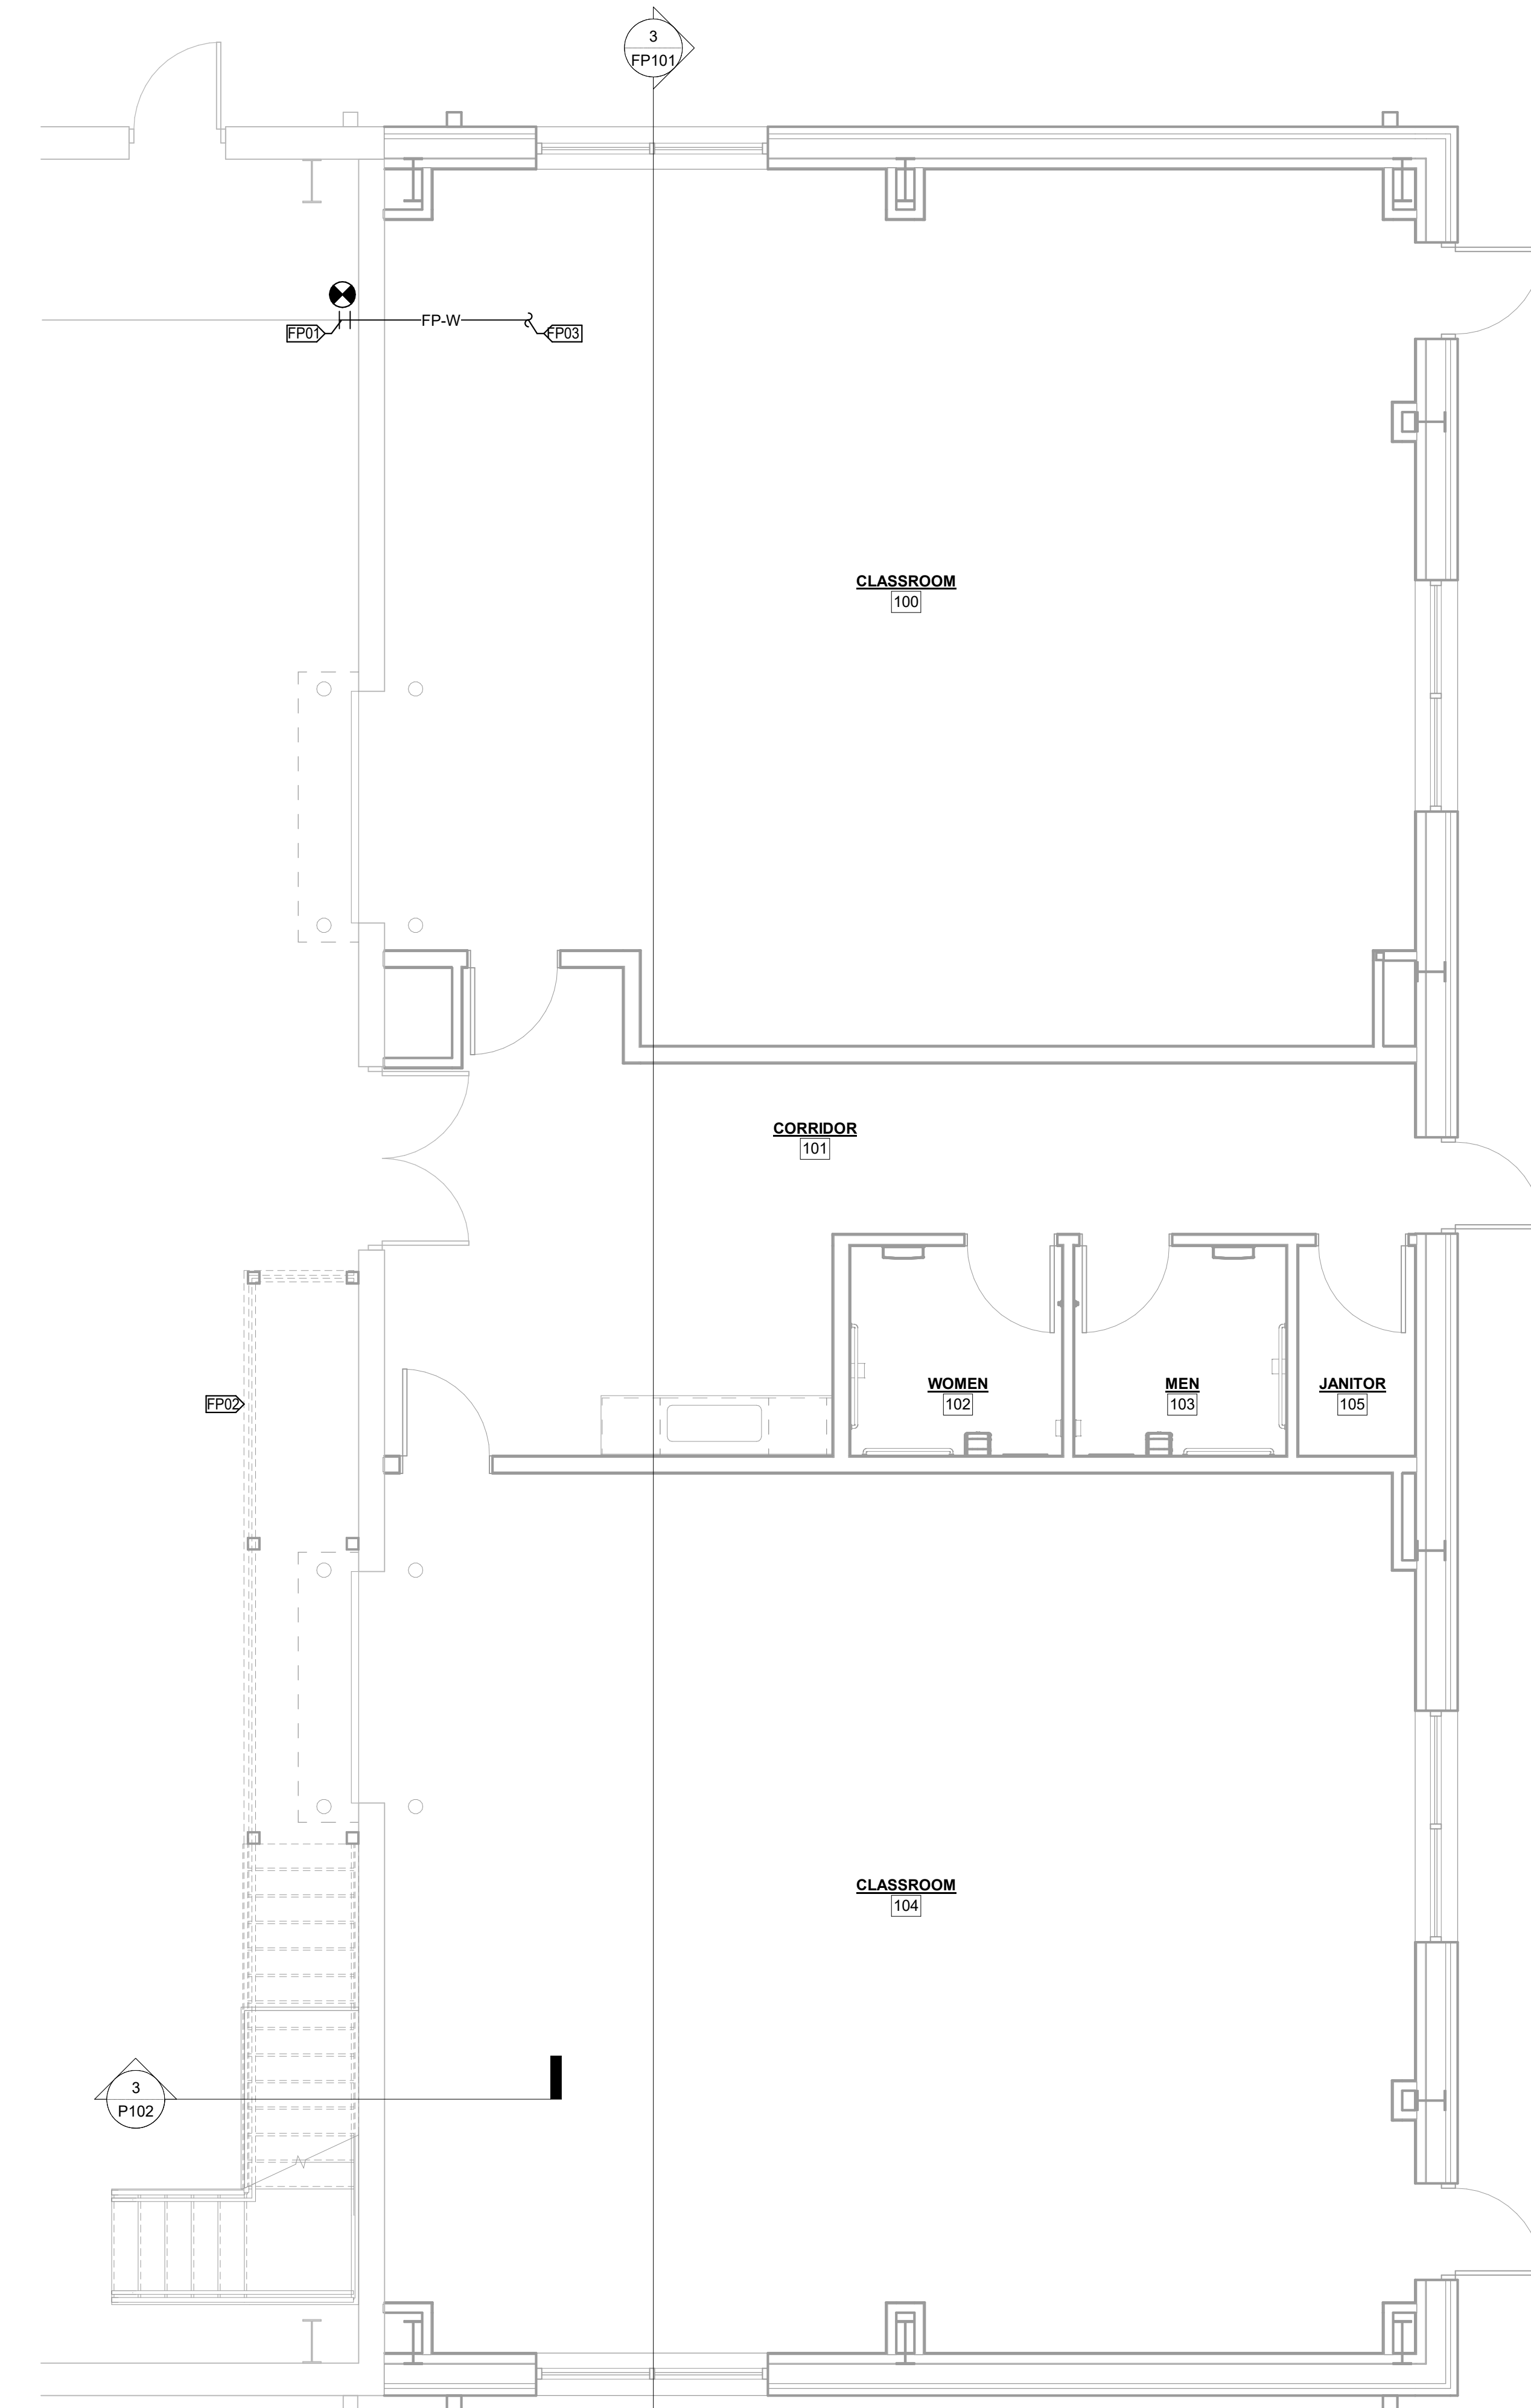 3
FP101
FP01
FP-W
FP03
CLASSROOM
100
CORRIDOR
101
WOMEN
102
MEN
103
JANITOR
105
FP02
CLASSROOM
104
3
P102